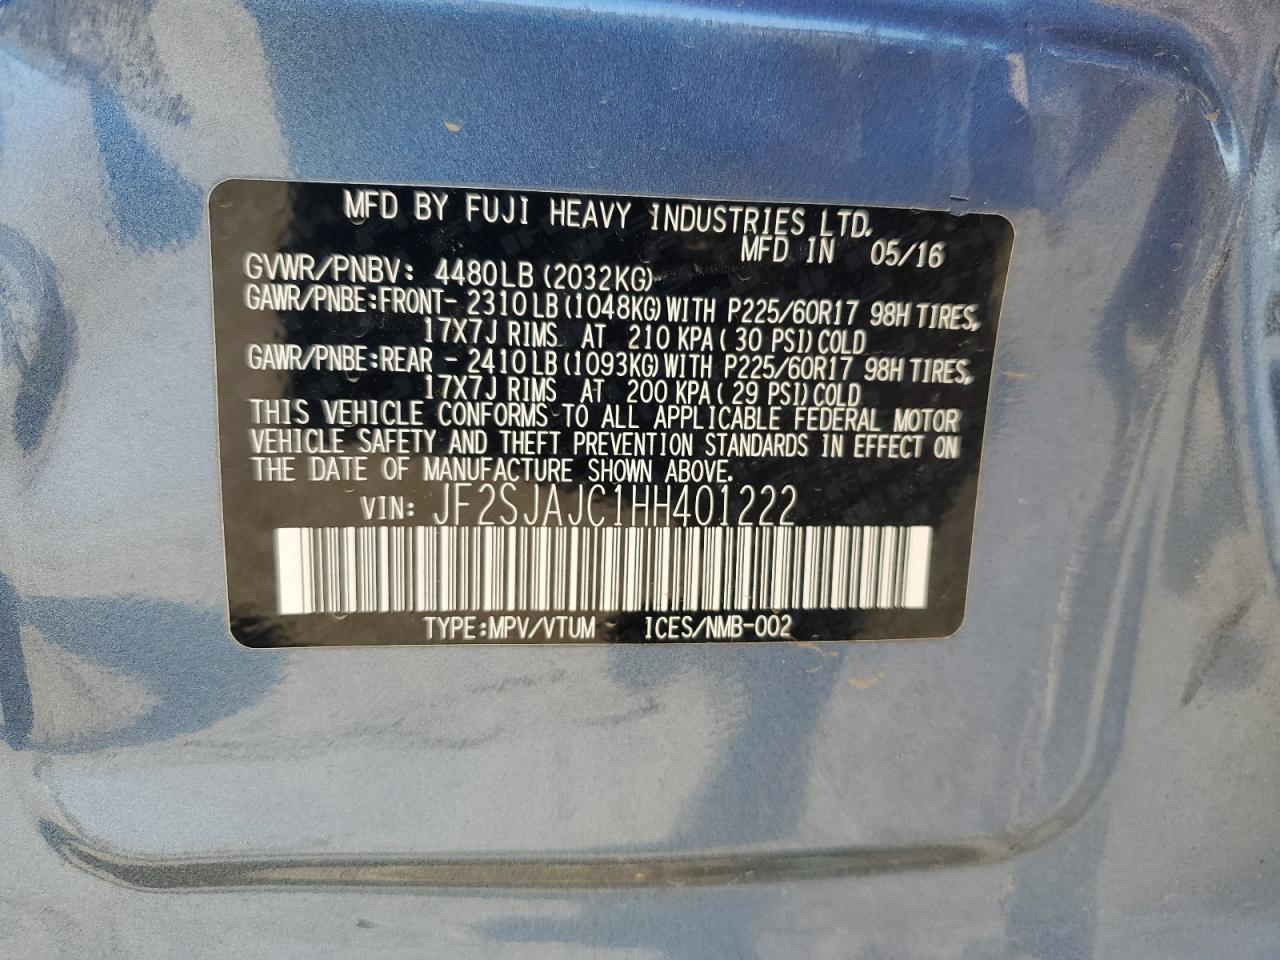 MFD BY FUJI HEAVY INDUSTRIES LTD.
MFD IN 05/16
GVWR/PNBV: 4480LB (2032KG)
GAWR/PNBE:FRONT- 2310LB (1048KG) WITH P225/60R17 98H TIRES,
17X7J RIMS AT 210 KPA ( 30 PSI) COLD
GAWR/PNBE:REAR - 2410LB (1093KG) WITH P225/60R17 98H TIRES,
17X7J RIMS AT 200 KPA ( 29 PSI) COLD
THIS VEHICLE CONFORMS TO ALL APPLICABLE FEDERAL MOTOR
VEHICLE SAFETY AND THEFT PREVENTION STANDARDS IN EFFECT ON
THE DATE OF MANUFACTURE SHOWN ABOVE.
VIN: JF2SJAJC1HH401222
TYPE:MPV/VTUM ICES/NMB-002